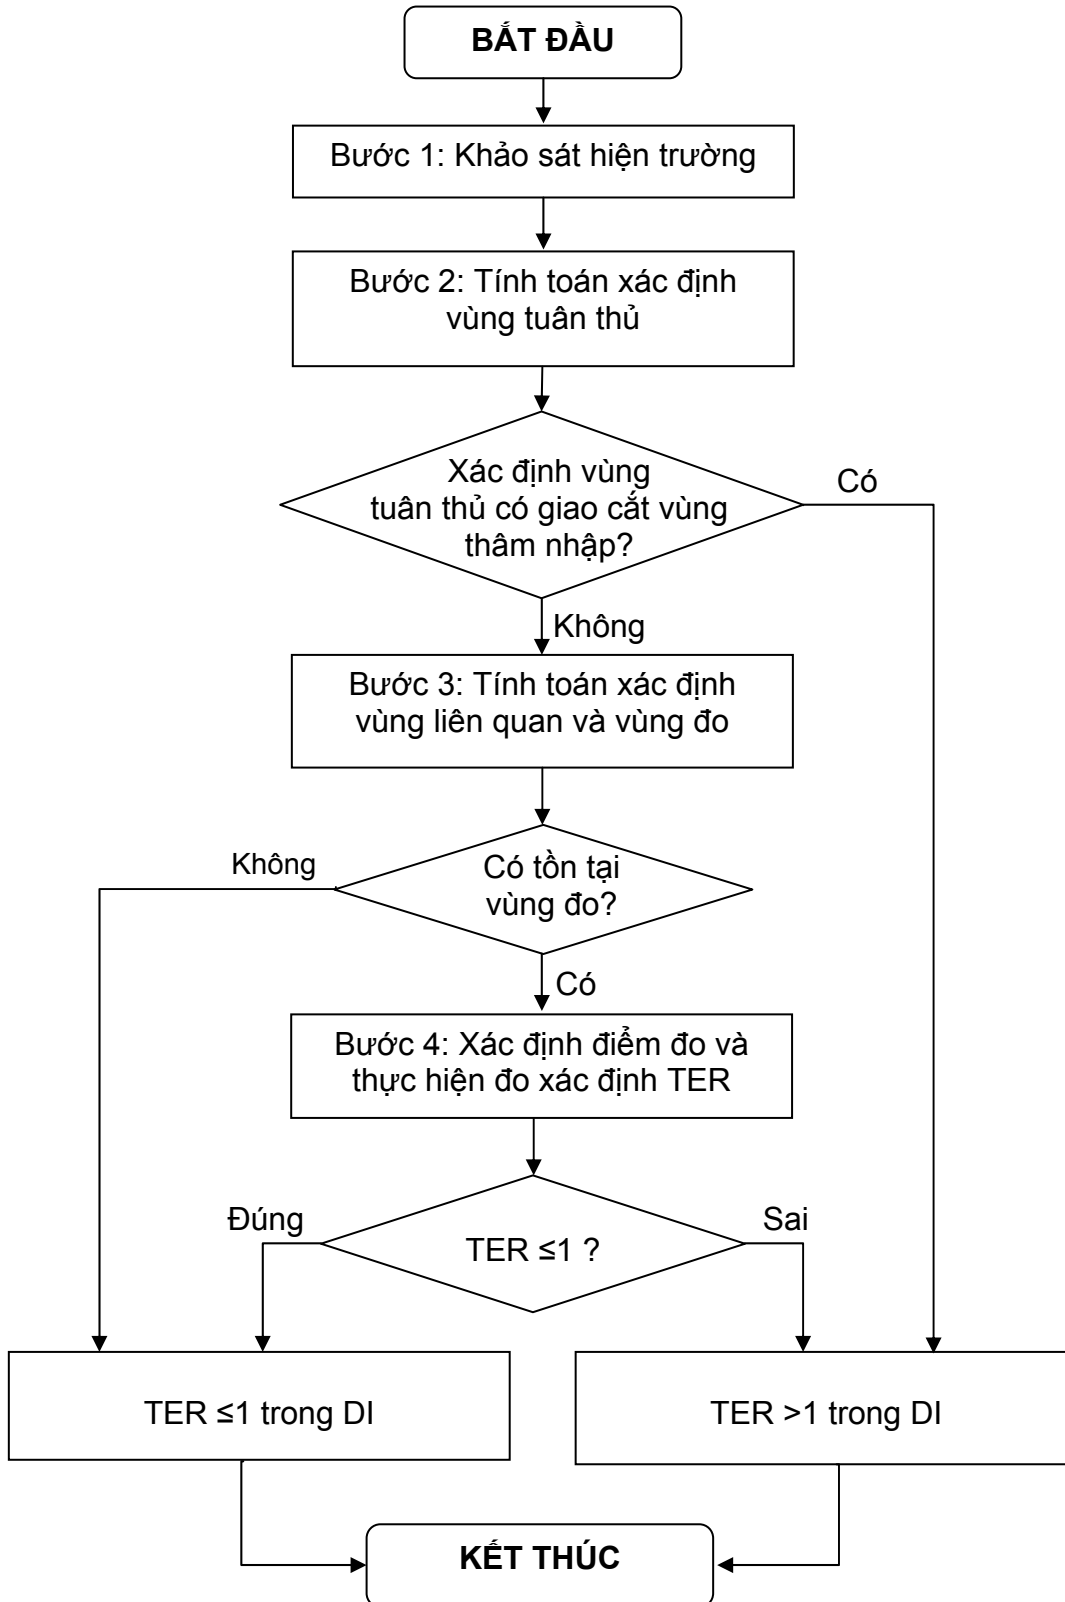 BẮT ĐẦU
Bước 1: Khảo sát hiện trường
Bước 2: Tính toán xác định
vùng tuân thủ
Xác định vùng
tuân thủ có giao cắt vùng
thâm nhập?
Có
Không
Bước 3: Tính toán xác định
vùng liên quan và vùng đo
Không
Có tồn tại
vùng đo?
Có
Bước 4: Xác định điểm đo và
thực hiện đo xác định TER
Đúng
Sai
TER ≤1 ?
TER ≤1 trong DI
TER >1 trong DI
KẾT THÚC